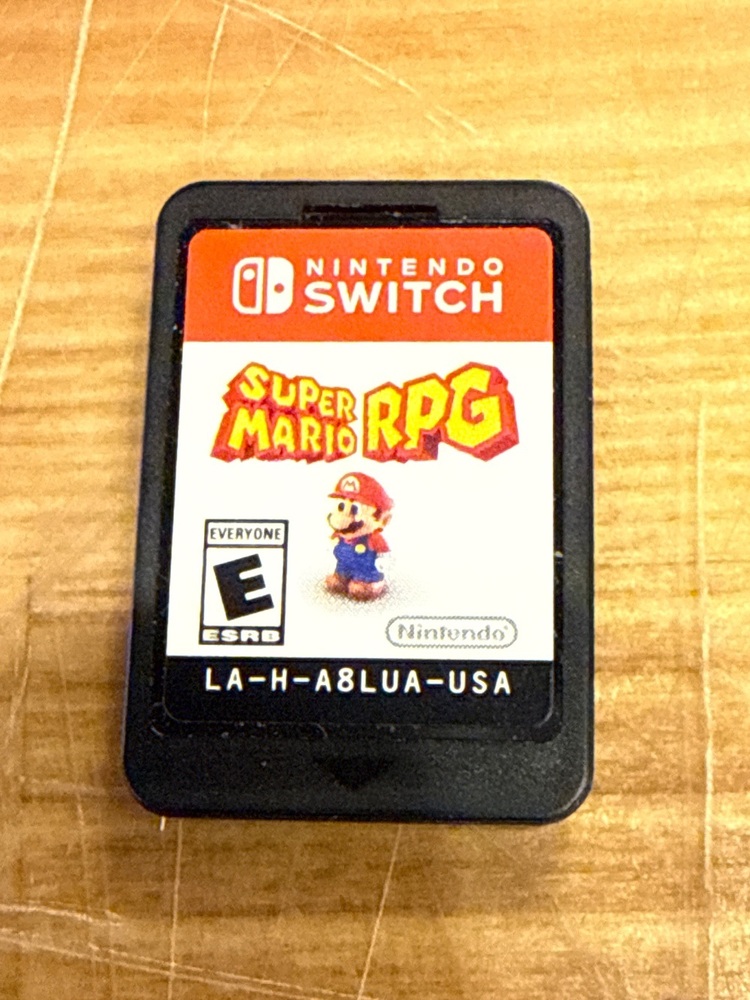 NINTENDO
SWITCH
SUPER
MARIO RPG
M
EVERYONE
E
ESRB
Nintendo®
LA-H-A8LUA-USA